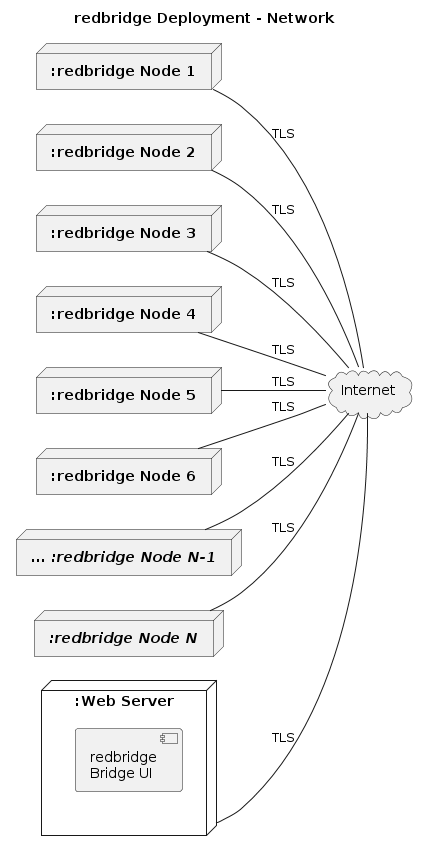 redbridge Deployment - Network
:redbridge Node 1
TLS
:redbridge Node 2
TLS
:redbridge Node 3
TLS
:redbridge Node 4
TLS
:redbridge Node 5
TLS
Internet
TLS
:redbridge Node 6
TLS
... :redbridge Node N-1
TLS
:redbridge Node N
:Web Server
TLS
redbridge
Bridge UI